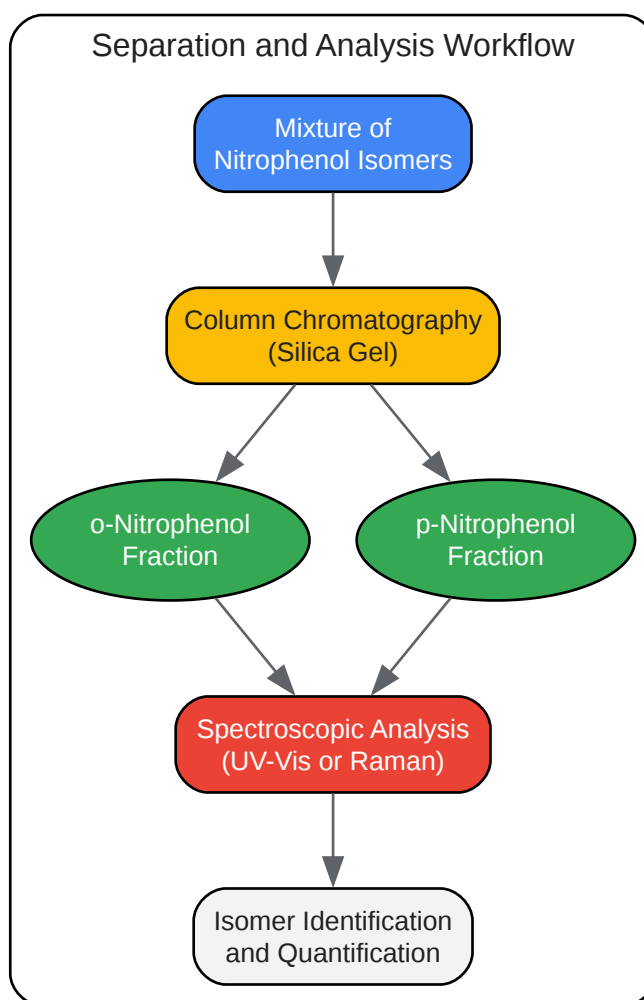 Separation and Analysis Workflow
Mixture of
Nitrophenol Isomers
Column Chromatography
(Silica Gel)
o-Nitrophenol
Fraction
p-Nitrophenol
Fraction
Spectroscopic Analysis
(UV-Vis or Raman)
Isomer Identification
and Quantification